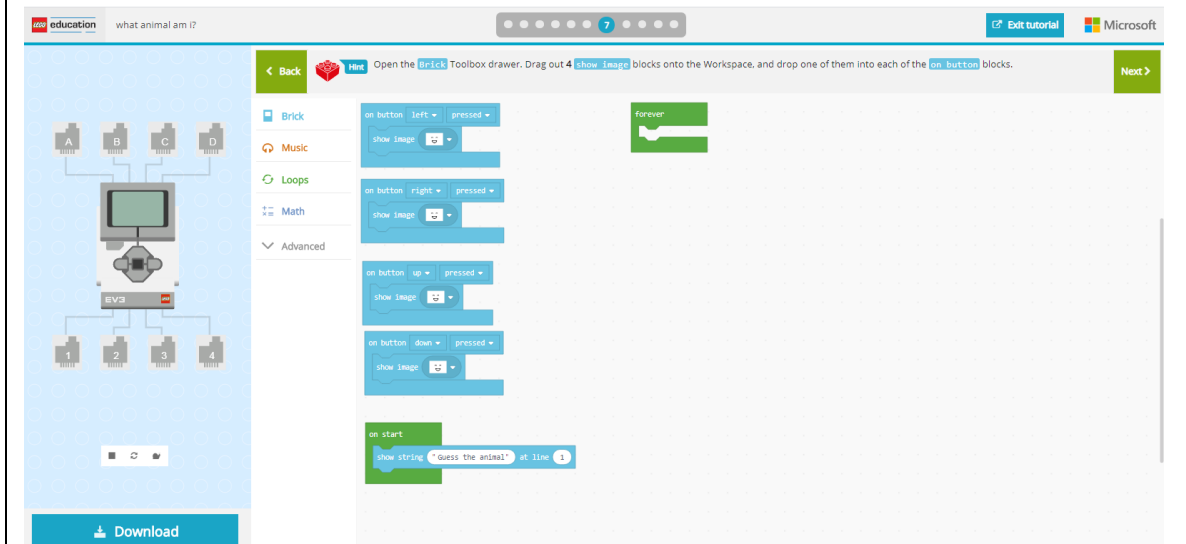 LEGO education what animal am i? 7 Exit tutorial Microsoft
Back Hint Open the Brick Toolbox drawer. Drag out 4 show image blocks onto the Workspace, and drop one of them into each of the on button blocks. Next
A B C D
EV3
1 2 3 4
Download
Brick
Music
Loops
Math
Advanced
on button left pressed
show image
on button right pressed
show image
on button up pressed
show image
on button down pressed
show image
on start
show string "Guess the animal" at line 1
forever